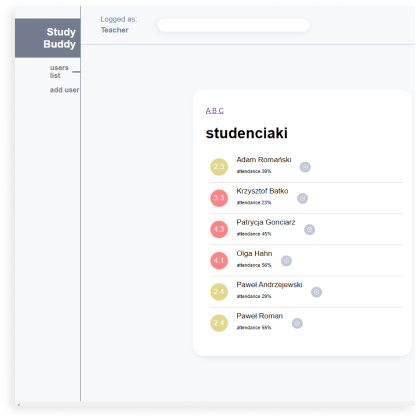 Study
Buddy
Logged as:
Teacher
users
list
add user
A B C
studenciaki
2.3
Adam Romański
attendance 39%
3.3
Krzysztof Batko
attendance 23%
4.3
Patrycja Gonciarz
attendance 45%
4.1
Olga Hahn
attendance 56%
2.4
Paweł Andrzejewski
attendance 29%
2.4
Paweł Roman
attendance 56%